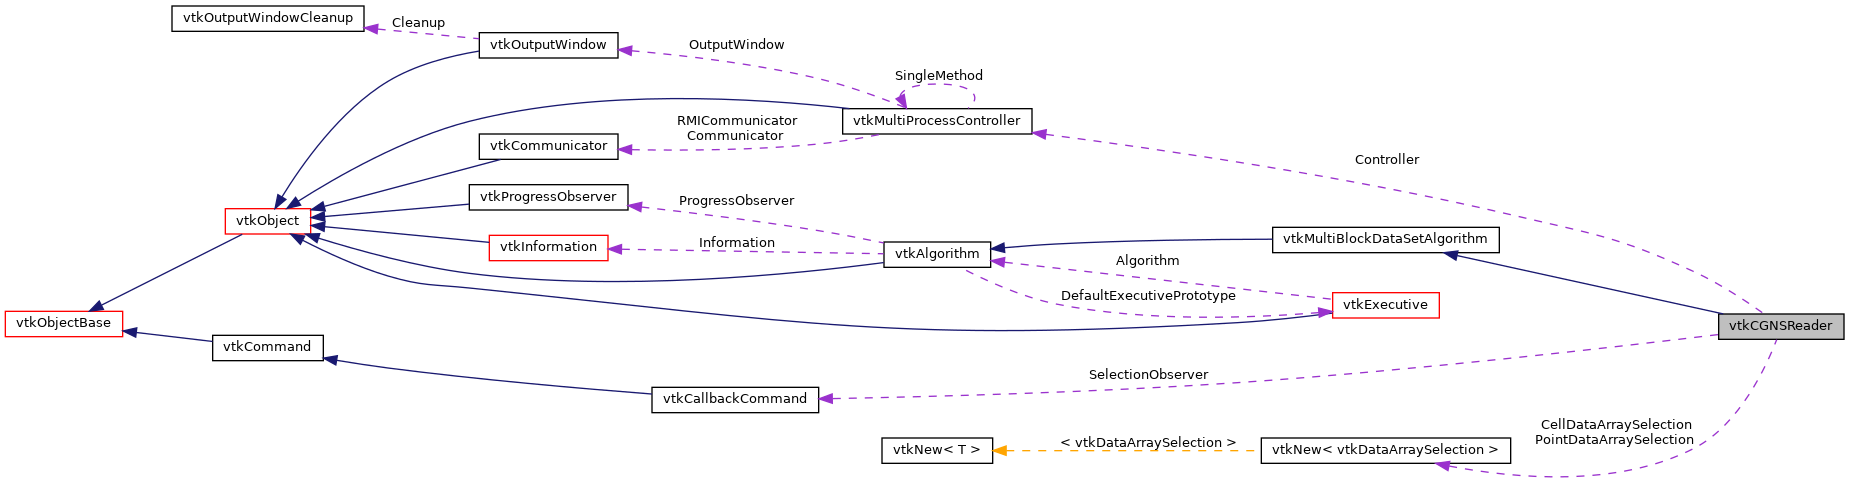 vtkOutputWindowCleanup
Cleanup
vtkOutputWindow
OutputWindow
SingleMethod
vtkMultiProcessController
RMICommunicator
Communicator
vtkCommunicator
Controller
vtkProgressObserver
ProgressObserver
vtkObject
vtkInformation
Information
vtkAlgorithm
vtkMultiBlockDataSetAlgorithm
Algorithm
DefaultExecutivePrototype
vtkExecutive
vtkObjectBase
vtkCGNSReader
vtkCommand
SelectionObserver
vtkCallbackCommand
CellDataArraySelection
PointDataArraySelection
vtkNew< T >
< vtkDataArraySelection >
vtkNew< vtkDataArraySelection >